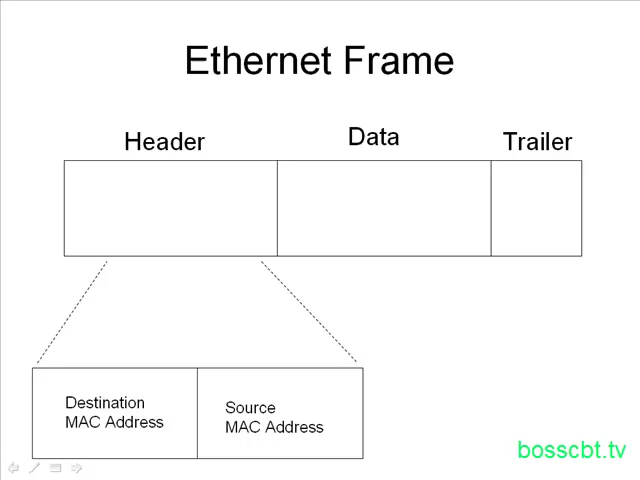 Ethernet Frame
Header
Data
Trailer
Destination
MAC Address
Source
MAC Address
bosscbt.tv